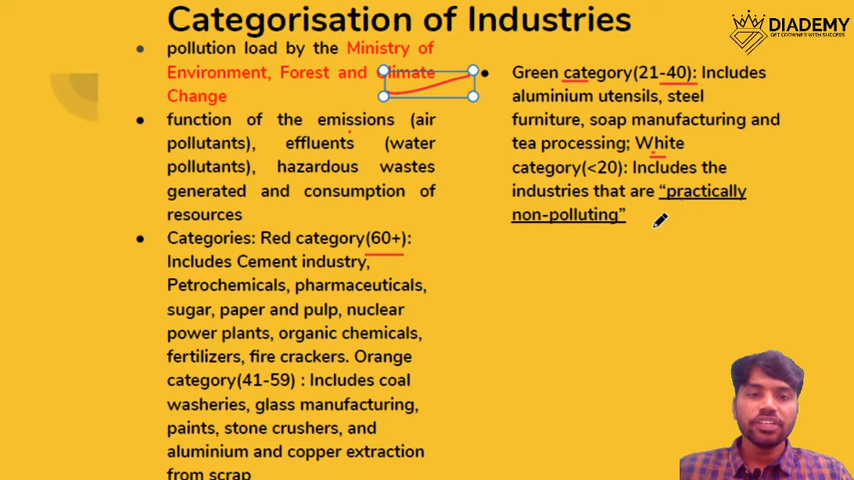 Categorisation of Industries
DIADEMY
GET CROWNED WITH SUCCESS
● pollution load by the Ministry of
Environment, Forest and Climate
Change
● function of the emissions (air
pollutants), effluents (water
pollutants), hazardous wastes
generated and consumption of
resources
● Categories: Red category(60+):
Includes Cement industry,
Petrochemicals, pharmaceuticals,
sugar, paper and pulp, nuclear
power plants, organic chemicals,
fertilizers, fire crackers. Orange
category(41-59) : Includes coal
washeries, glass manufacturing,
paints, stone crushers, and
aluminium and copper extraction
from scrap
● Green category(21-40): Includes
aluminium utensils, steel
furniture, soap manufacturing and
tea processing; White
category(<20): Includes the
industries that are “practically
non-polluting”